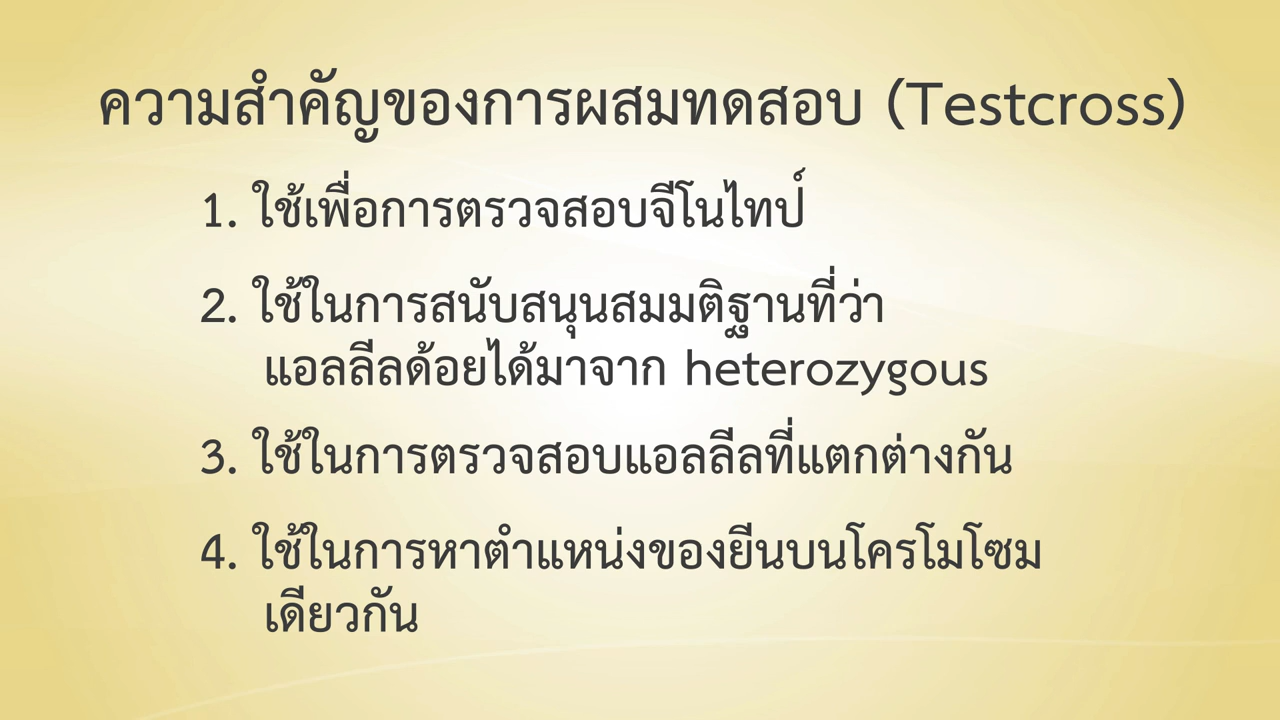 ความสำคัญของการผสมทดสอบ (Testcross)
1. ใช้เพื่อการตรวจสอบจีโนไทป์
2. ใช้ในการสนับสนุนสมมติฐานที่ว่า
แอลลีลด้อยได้มาจาก heterozygous
3. ใช้ในการตรวจสอบแอลลีลที่แตกต่างกัน
4. ใช้ในการหาตำแหน่งของยีนบนโครโมโซม
เดียวกัน